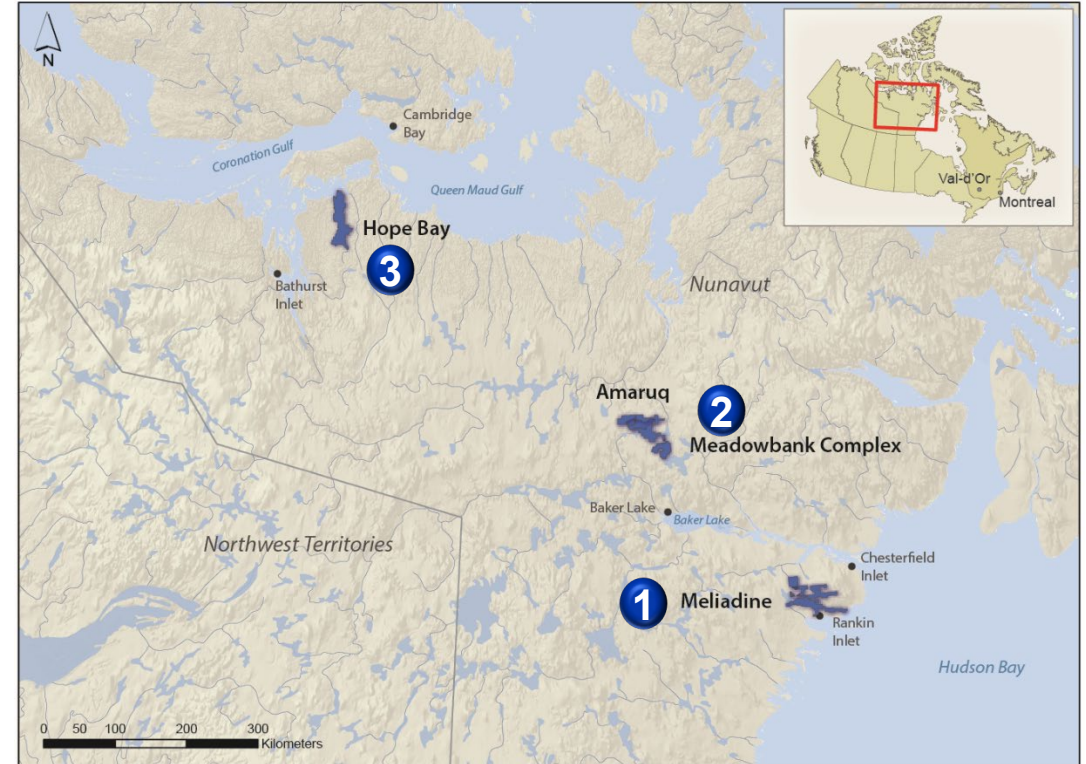 N
Cambridge
Bay
Coronation Gulf
Queen Maud Gulf
Val-d'Or
Montreal
Hope Bay
3
Bathurst
Inlet
Nunavut
Amaruq
2
Meadowbank Complex
Baker Lake
Baker Lake
Northwest Territories
Chesterfield
Inlet
1
Meliadine
Rankin
Inlet
Hudson Bay
0 50 100 200 300
Kilometers